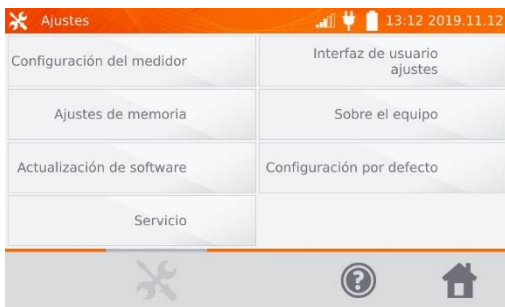 Ajustes 13:12 2019.11.12
Configuración del medidor
Interfaz de usuario
ajustes
Ajustes de memoria
Sobre el equipo
Actualización de software
Configuración por defecto
Servicio
?